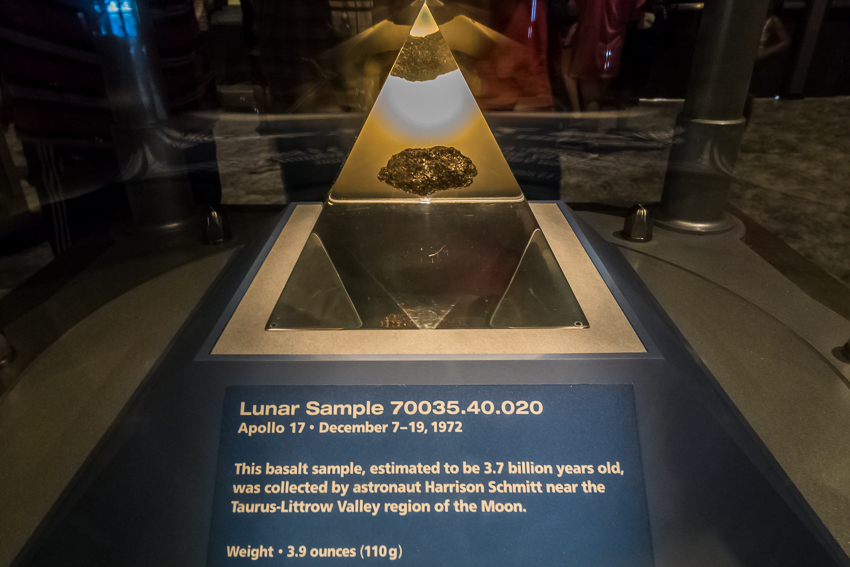 Lunar Sample 70035.40.020
Apollo 17 • December 7–19, 1972
This basalt sample, estimated to be 3.7 billion years old,
was collected by astronaut Harrison Schmitt near the
Taurus-Littrow Valley region of the Moon.
Weight • 3.9 ounces (110 g)